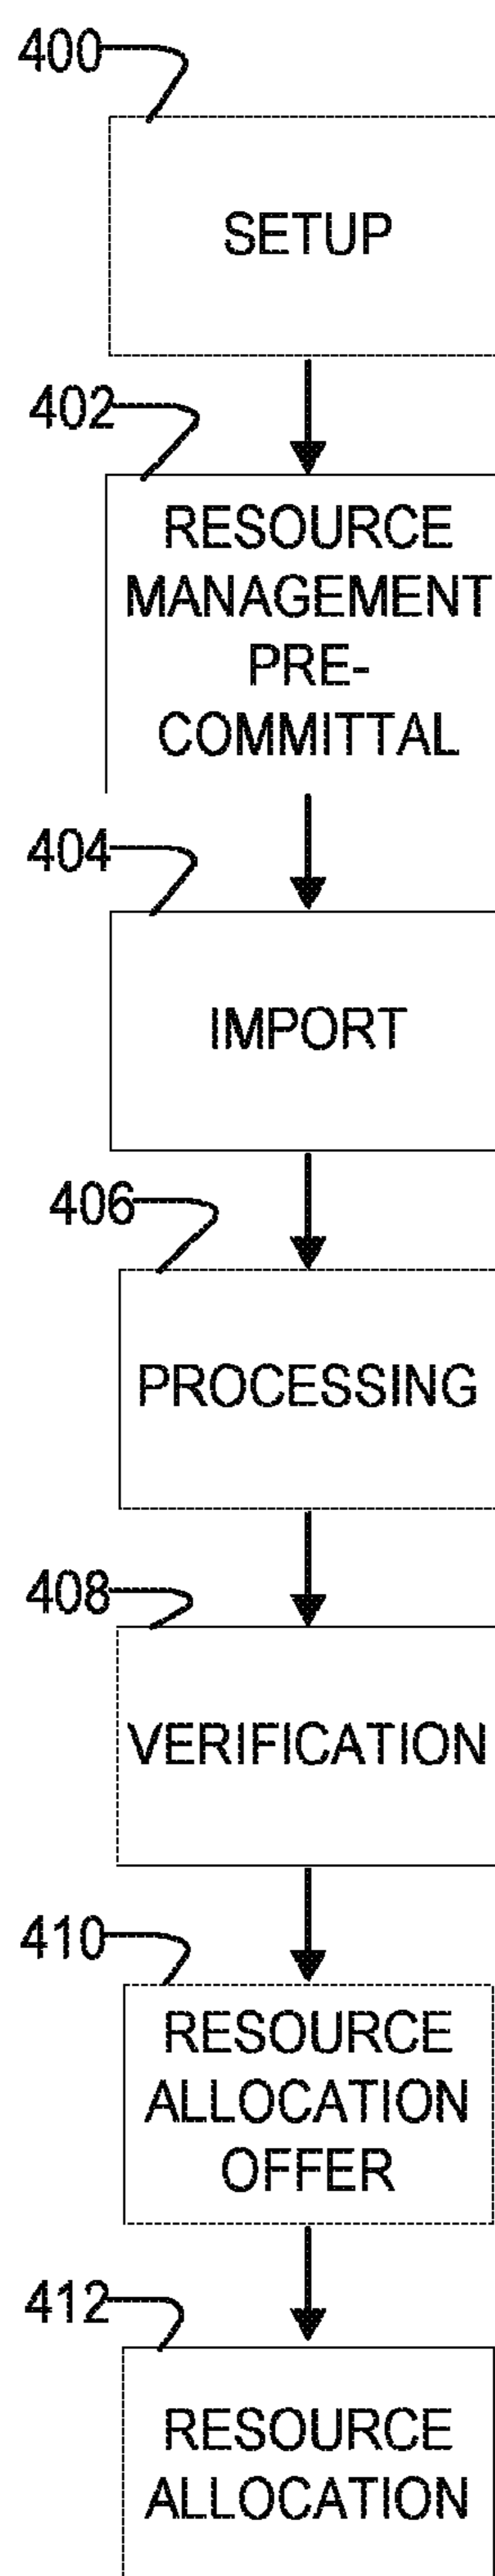 400
SETUP
402
RESOURCE
MANAGEMENT
PRE-
COMMITTAL
404
IMPORT
406
PROCESSING
408
VERIFICATION
410
RESOURCE
ALLOCATION
OFFER
412
RESOURCE
ALLOCATION